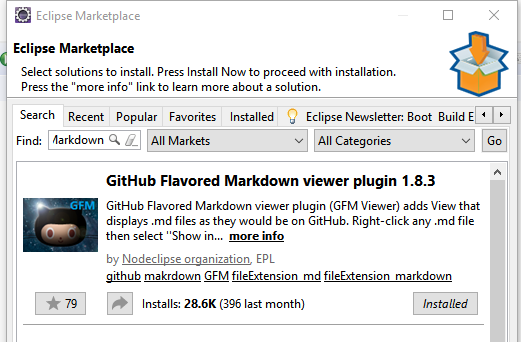 Eclipse Marketplace
Eclipse Marketplace
Select solutions to install. Press Install Now to proceed with installation.
Press the "more info" link to learn more about a solution.
Search Recent Popular Favorites Installed Eclipse Newsletter: Boot Build E
Find: Markdown All Markets All Categories Go
GitHub Flavored Markdown viewer plugin 1.8.3
GFM
GitHub Flavored Markdown viewer plugin (GFM Viewer) adds View that
displays .md files as they would be on GitHub. Right-click any .md file
then select "Show in... more info
by Nodeclipse organization, EPL
github makrdown GFM fileExtension_md fileExtension_markdown
79 Installs: 28.6K (396 last month) Installed